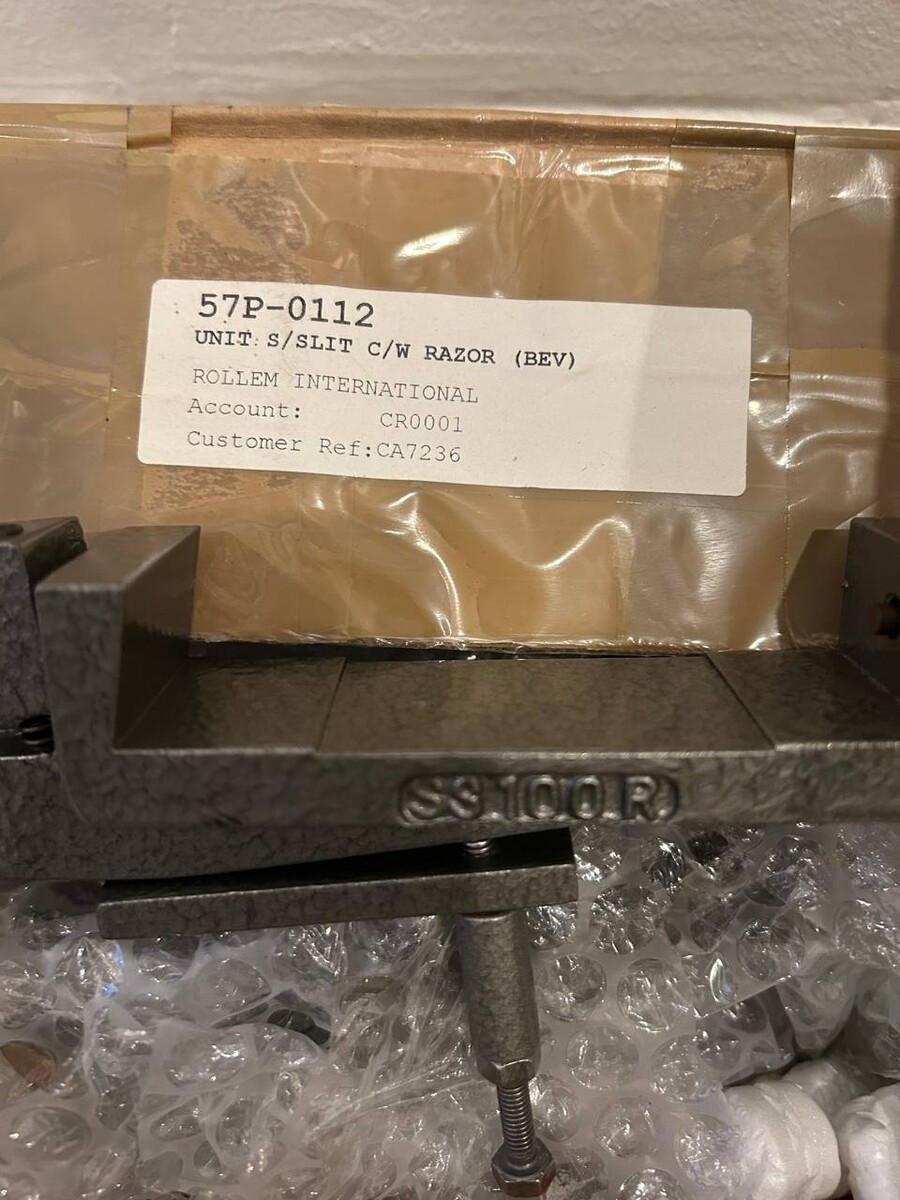 57P-0112
UNIT S/SLIT C/W RAZOR (BEV)
ROLLEM INTERNATIONAL
Account: CR0001
Customer Ref:CA7236
S3100R